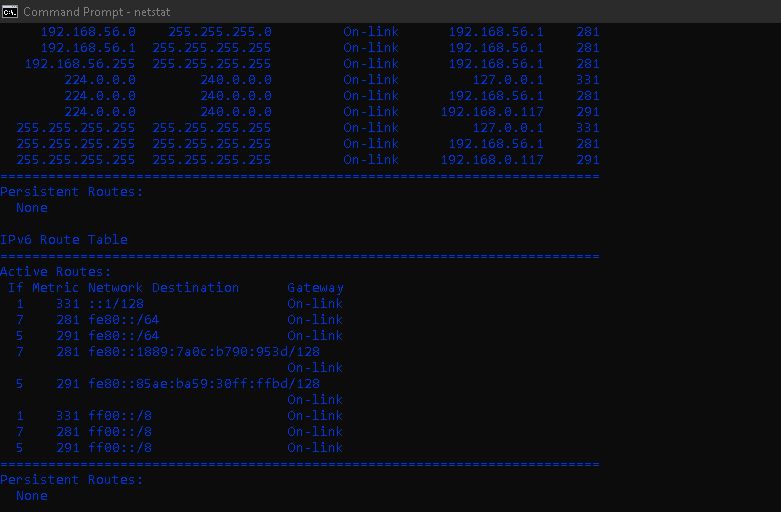 Command Prompt - netstat
192.168.56.0 255.255.255.0 On-link 192.168.56.1 281
192.168.56.1 255.255.255.255 On-link 192.168.56.1 281
192.168.56.255 255.255.255.255 On-link 192.168.56.1 281
224.0.0.0 240.0.0.0 On-link 127.0.0.1 331
224.0.0.0 240.0.0.0 On-link 192.168.56.1 281
224.0.0.0 240.0.0.0 On-link 192.168.0.117 291
255.255.255.255 255.255.255.255 On-link 127.0.0.1 331
255.255.255.255 255.255.255.255 On-link 192.168.56.1 281
255.255.255.255 255.255.255.255 On-link 192.168.0.117 291
===========================================================================
Persistent Routes:
None
IPv6 Route Table
===========================================================================
Active Routes:
If Metric Network Destination Gateway
1 331 ::1/128 On-link
7 281 fe80::/64 On-link
5 291 fe80::/64 On-link
7 281 fe80::1889:7a0c:b790:953d/128
On-link
5 291 fe80::85ae:ba59:30ff:ffbd/128
On-link
1 331 ff00::/8 On-link
7 281 ff00::/8 On-link
5 291 ff00::/8 On-link
===========================================================================
Persistent Routes:
None